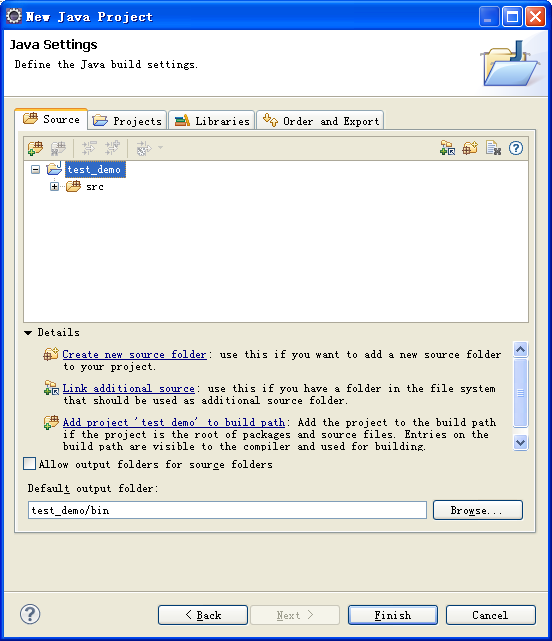 New Java Project
Java Settings
Define the Java build settings.
Source Projects Libraries Order and Export
test_demo
src
Details
Create new source folder: use this if you want to add a new source folder
to your project.
Link additional source: use this if you have a folder in the file system
that should be used as additional source folder.
Add project 'test_demo' to build path: Add the project to the build path
if the project is the root of packages and source files. Entries on the
build path are visible to the compiler and used for building.
Allow output folders for source folders
Default output folder:
test_demo/bin Browse...
< Back Next > Finish Cancel